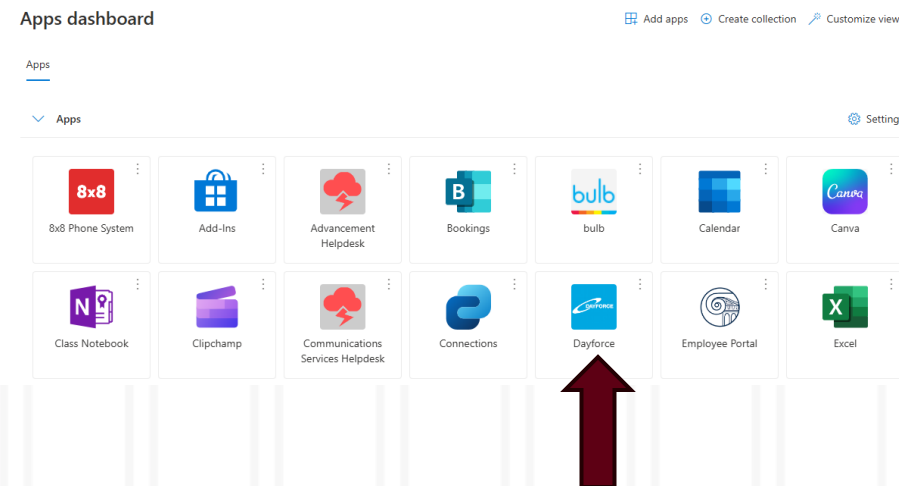 Apps dashboard
Add apps
Create collection
Customize view
Apps
Apps
Setting
8x8
8x8 Phone System
Add-Ins
Advancement
Helpdesk
B
Bookings
bulb
bulb
Calendar
Canva
Canva
N
Class Notebook
Clipchamp
Communications
Services Helpdesk
Connections
DAYFORCE
Dayforce
Employee Portal
X
Excel